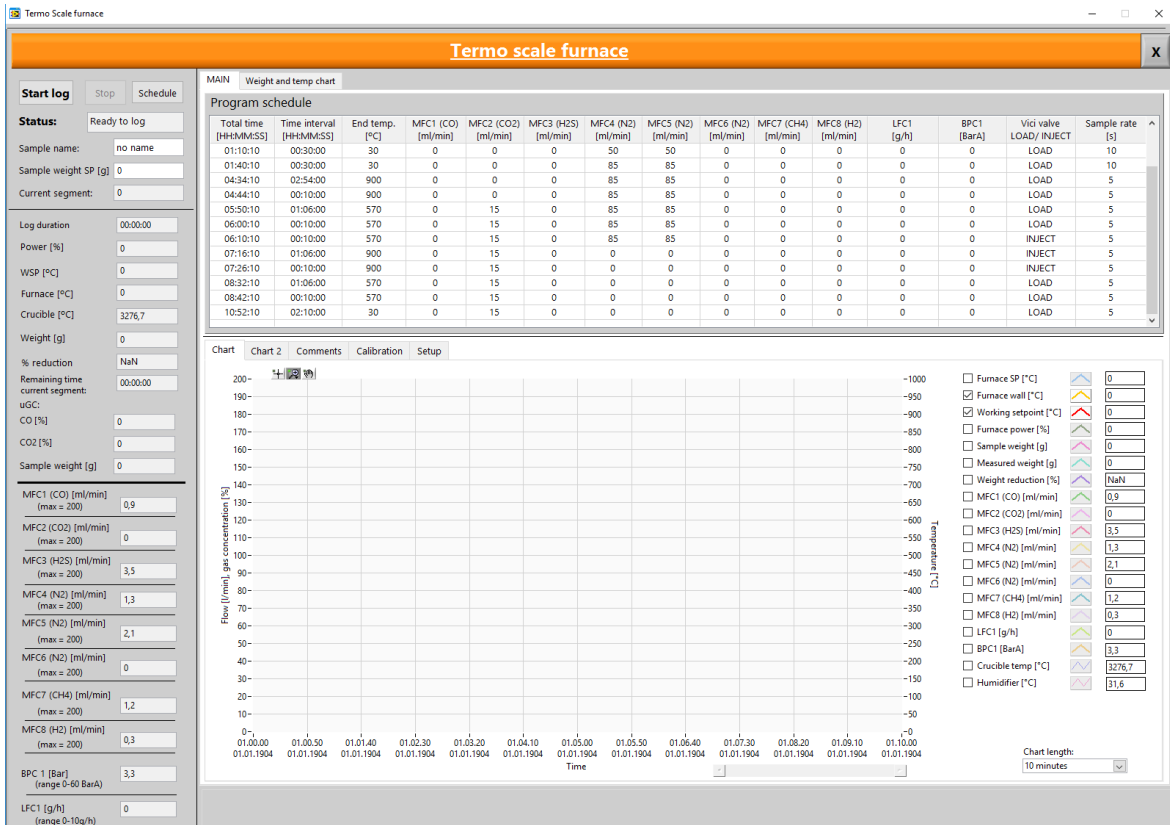 Termo Scale furnace
Termo scale furnace
X
Start log Stop Schedule
Status: Ready to log
Sample name: no name
Sample weight SP [g] 0
Current segment: 0
Log duration 00:00:00
Power [%] 0
WSP [ºC] 0
Furnace [ºC] 0
Crucible [ºC] 3276,7
Weight [g] 0
% reduction NaN
Remaining time current segment: 00:00:00
uGC:
CO [%] 0
CO2 [%] 0
Sample weight [g] 0
MFC1 (CO) [ml/min] (max = 200) 0,9
MFC2 (CO2) [ml/min] (max = 200) 0
MFC3 (H2S) [ml/min] (max = 200) 3,5
MFC4 (N2) [ml/min] (max = 200) 1,3
MFC5 (N2) [ml/min] (max = 200) 2,1
MFC6 (N2) [ml/min] (max = 200) 0
MFC7 (CH4) [ml/min] (max = 200) 1,2
MFC8 (H2) [ml/min] (max = 200) 0,3
BPC 1 [Bar] (range 0-60 BarA) 3,3
LFC1 [g/h] (range 0-10g/h) 0
MAIN Weight and temp chart
Program schedule
Total time Time interval End temp. MFC1 (CO) MFC2 (CO2) MFC3 (H2S) MFC4 (N2) MFC5 (N2) MFC6 (N2) MFC7 (CH4) MFC8 (H2) LFC1 BPC1 Vici valve Sample rate
[HH:MM:SS] [HH:MM:SS] [ºC] [ml/min] [ml/min] [ml/min] [ml/min] [ml/min] [ml/min] [ml/min] [ml/min] [g/h] [BarA] LOAD/ INJECT [s]
01:10:10 00:30:00 30 0 0 0 50 50 0 0 0 0 0 LOAD 10
01:40:10 00:30:00 30 0 0 0 85 85 0 0 0 0 0 LOAD 10
04:34:10 02:54:00 900 0 0 0 85 85 0 0 0 0 0 LOAD 5
04:44:10 00:10:00 900 0 0 0 85 85 0 0 0 0 0 LOAD 5
05:50:10 01:06:00 570 0 15 0 85 85 0 0 0 0 0 LOAD 5
06:00:10 00:10:00 570 0 15 0 85 85 0 0 0 0 0 LOAD 5
06:10:10 00:10:00 570 0 15 0 85 85 0 0 0 0 0 INJECT 5
07:16:10 01:06:00 900 0 15 0 0 0 0 0 0 0 0 INJECT 5
07:26:10 00:10:00 900 0 15 0 0 0 0 0 0 0 0 INJECT 5
08:32:10 01:06:00 570 0 15 0 0 0 0 0 0 0 0 LOAD 5
08:42:10 00:10:00 570 0 15 0 0 0 0 0 0 0 0 LOAD 5
10:52:10 02:10:00 30 0 15 0 0 0 0 0 0 0 0 LOAD 5
Chart Chart 2 Comments Calibration Setup
Flow [l/min], gas concentration [%]
200
190
180
170
160
150
140
130
120
110
100
90
80
70
60
50
40
30
20
10
0
1000
950
900
850
800
750
700
650
600
550
500
450
400
350
300
250
200
150
100
50
0
Temperature [°C]
01.00.00 01.00.50 01.01.40 01.02.30 01.03.20 01.04.10 01.05.00 01.05.50 01.06.40 01.07.30 01.08.20 01.09.10 01.10.00
01.01.1904 01.01.1904 01.01.1904 01.01.1904 01.01.1904 01.01.1904 01.01.1904 01.01.1904 01.01.1904 01.01.1904 01.01.1904 01.01.1904 01.01.1904
Time
Furnace SP [°C] 0
Furnace wall [°C] 0
Working setpoint [°C] 0
Furnace power [%] 0
Sample weight [g] 0
Measured weight [g] 0
Weight reduction [%] NaN
MFC1 (CO) [ml/min] 0,9
MFC2 (CO2) [ml/min] 0
MFC3 (H2S) [ml/min] 3,5
MFC4 (N2) [ml/min] 1,3
MFC5 (N2) [ml/min] 2,1
MFC6 (N2) [ml/min] 0
MFC7 (CH4) [ml/min] 1,2
MFC8 (H2) [ml/min] 0,3
LFC1 [g/h] 0
BPC1 [BarA] 3,3
Crucible temp [°C] 3276,7
Humidifier [°C] 31,6
Chart length:
10 minutes